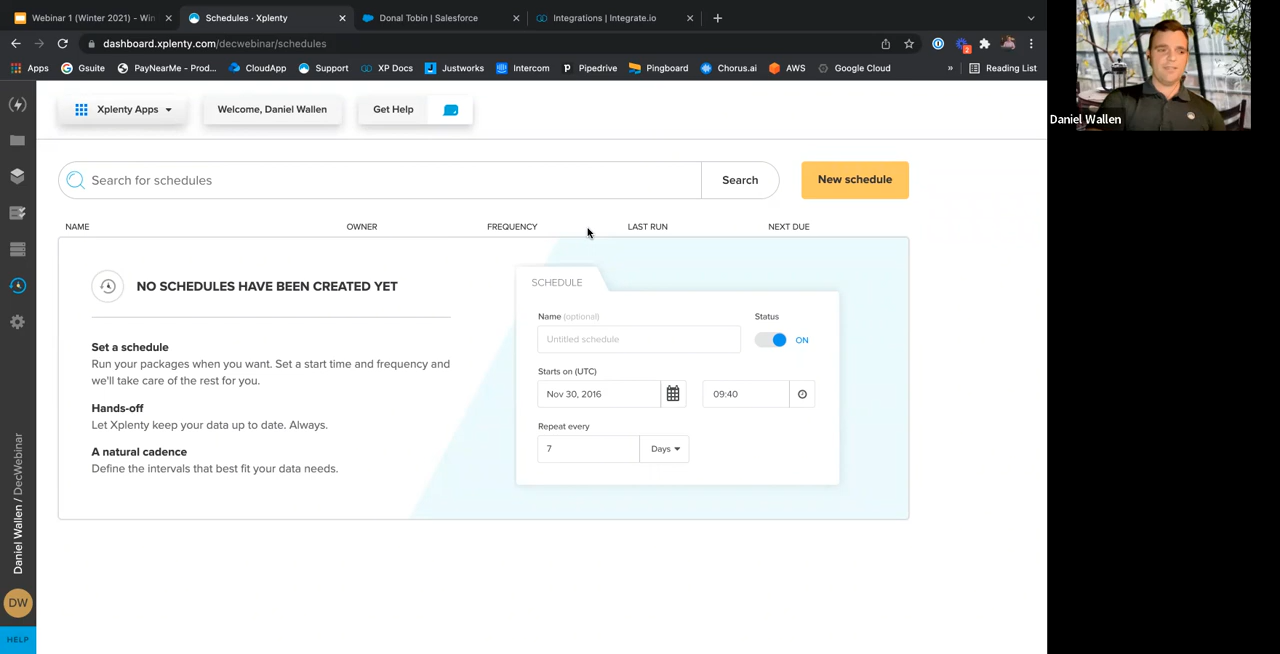 Webinar 1 (Winter 2021) - Win
Schedules · Xplenty
Donal Tobin | Salesforce
Integrations | Integrate.io
dashboard.xplenty.com/decwebinar/schedules
Apps
Gsuite
PayNearMe - Prod...
CloudApp
Support
XP Docs
Justworks
Intercom
Pipedrive
Pingboard
Chorus.ai
AWS
Google Cloud
»
Reading List
Xplenty Apps
Welcome, Daniel Wallen
Get Help
Daniel Wallen
Search for schedules
Search
New schedule
NAME
OWNER
FREQUENCY
LAST RUN
NEXT DUE
NO SCHEDULES HAVE BEEN CREATED YET
Set a schedule
Run your packages when you want. Set a start time and frequency and
we'll take care of the rest for you.
Hands-off
Let Xplenty keep your data up to date. Always.
A natural cadence
Define the intervals that best fit your data needs.
SCHEDULE
Name (optional)
Status
Untitled schedule
ON
Starts on (UTC)
Nov 30, 2016
09:40
Repeat every
7
Days
Daniel Wallen / DecWebinar
DW
HELP